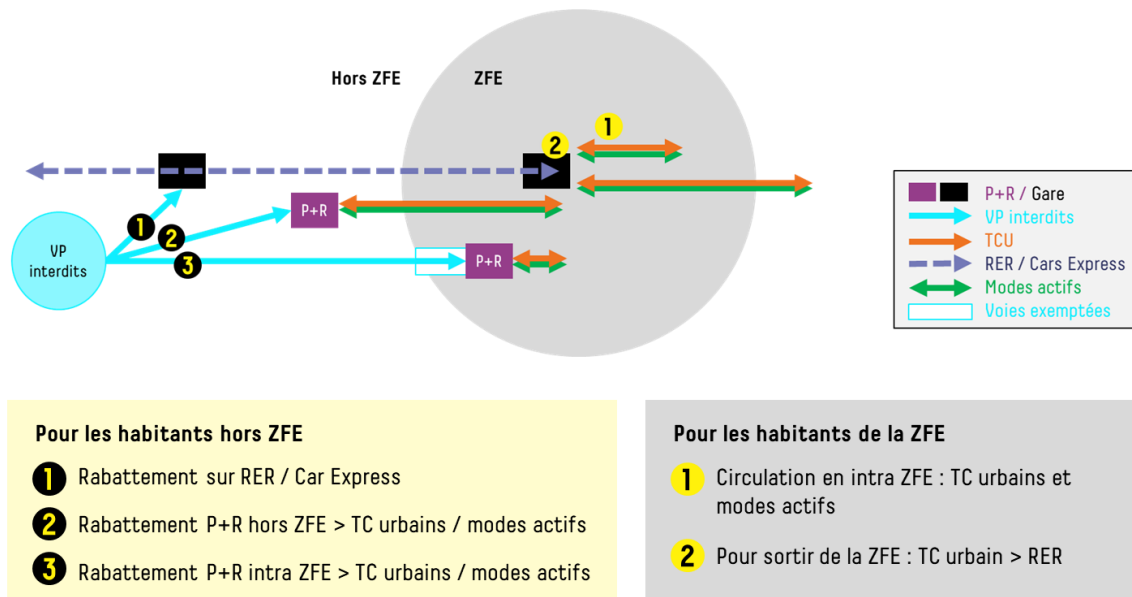 Hors ZFE
ZFE
1
2
P+R
1
2
3
VP
interdits
P+R
P+R / Gare
VP interdits
TCU
RER / Cars Express
Modes actifs
Voies exemptées
Pour les habitants hors ZFE
1 Rabattement sur RER / Car Express
2 Rabattement P+R hors ZFE > TC urbains / modes actifs
3 Rabattement P+R intra ZFE > TC urbains / modes actifs
Pour les habitants de la ZFE
1 Circulation en intra ZFE : TC urbains et
modes actifs
2 Pour sortir de la ZFE : TC urbain > RER